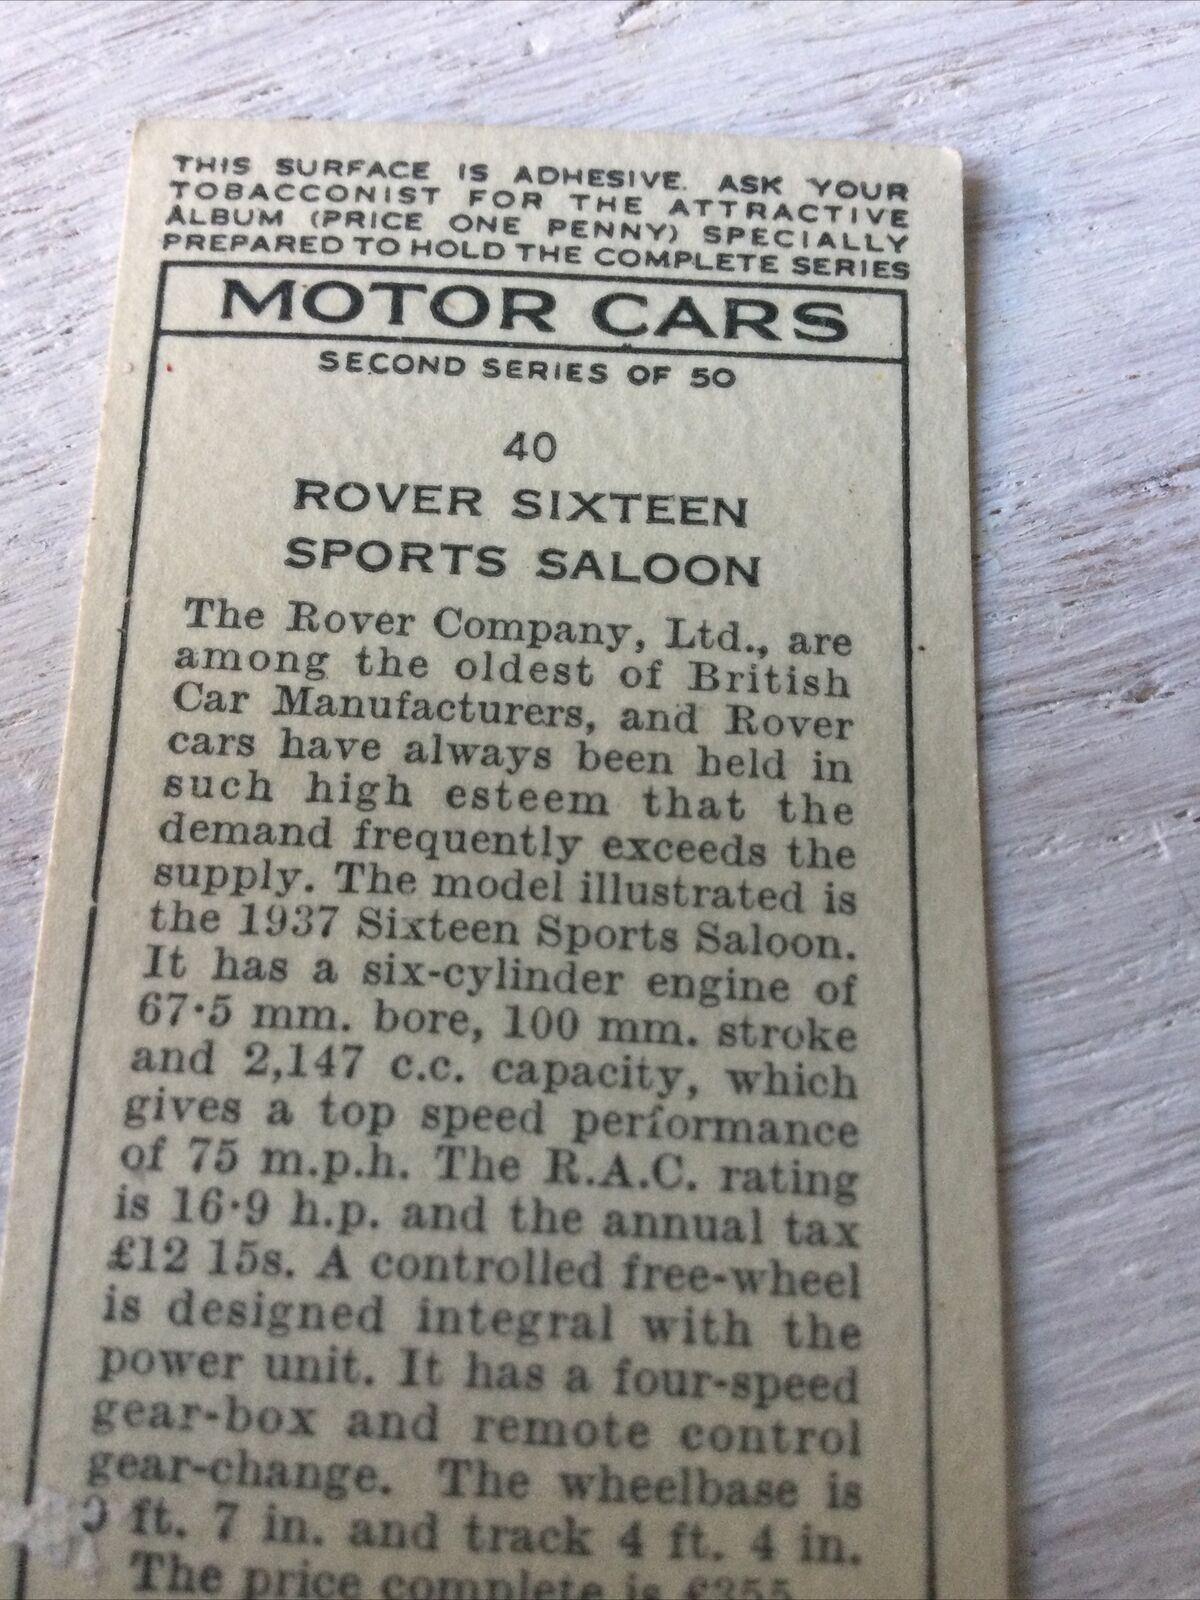 THIS SURFACE IS ADHESIVE. ASK YOUR
TOBACCONIST FOR THE ATTRACTIVE
ALBUM (PRICE ONE PENNY) SPECIALLY
PREPARED TO HOLD THE COMPLETE SERIES
MOTOR CARS
SECOND SERIES OF 50
40
ROVER SIXTEEN
SPORTS SALOON
The Rover Company, Ltd., are
among the oldest of British
Car Manufacturers, and Rover
cars have always been held in
such high esteem that the
demand frequently exceeds the
supply. The model illustrated is
the 1937 Sixteen Sports Saloon.
It has a six-cylinder engine of
67·5 mm. bore, 100 mm. stroke
and 2,147 c.c. capacity, which
gives a top speed performance
of 75 m.p.h. The R.A.C. rating
is 16·9 h.p. and the annual tax
£12 15s. A controlled free-wheel
is designed integral with the
power unit. It has a four-speed
gear-box and remote control
gear-change. The wheelbase is
ft. 7 in. and track 4 ft. 4 in.
The price complete is £355